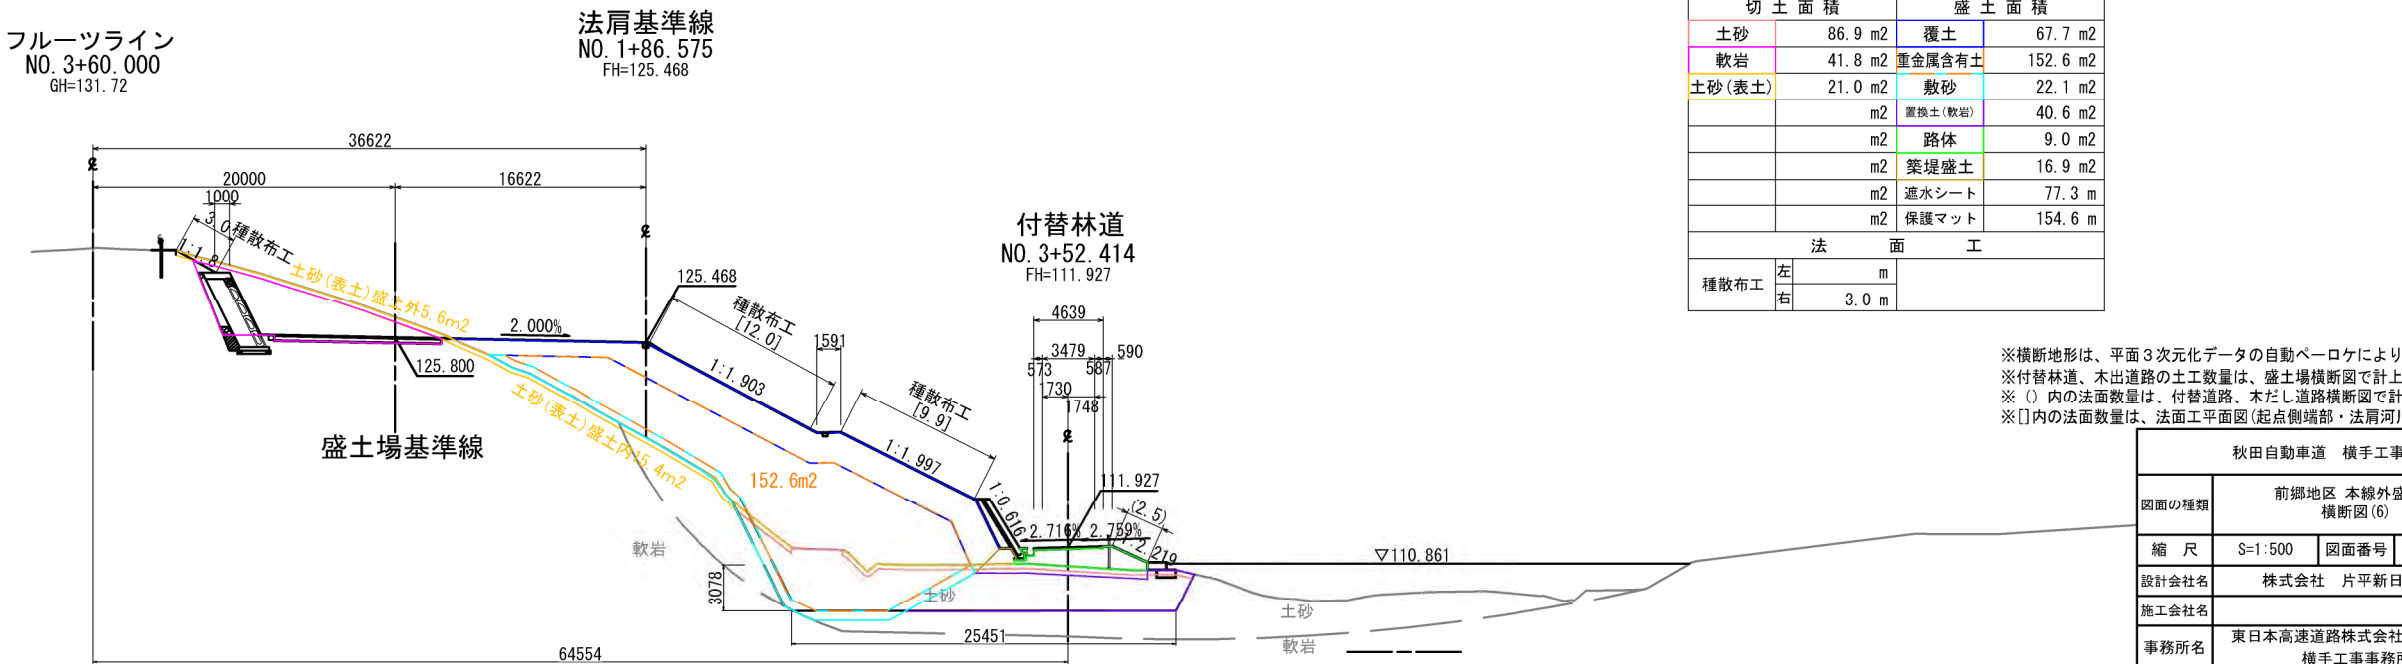 フルーツライン
NO. 3+60.000
GH=131.72
法肩基準線
NO. 1+86.575
FH=125.468
切土面積 盛土面積
土砂 86.9 m2 覆土 67.7 m2
軟岩 41.8 m2 重金属含有土 152.6 m2
土砂(表土) 21.0 m2 敷砂 22.1 m2
m2 置換土(軟岩) 40.6 m2
m2 路体 9.0 m2
m2 築堤盛土 16.9 m2
m2 遮水シート 77.3 m
m2 保護マット 154.6 m
法面工
種散布工 左 m
右 3.0 m
36622
20000
16622
1000
3.0
種散布工
1:1.8
土砂(表土)盛土外5.6m2
2.000%
125.800
125.468
種散布工
[12.0]
1591
1:1.903
種散布工
[9.9]
1:1.997
1:0.616
盛土場基準線
土砂(表土)盛土内15.4m2
152.6m2
付替林道
NO. 3+52.414
FH=111.927
4639
3479
590
573
587
1730
1748
111.927
(2.5)
2.716%
2.759%
1:2.219
▽110.861
軟岩
3078
土砂
土砂
25451
軟岩
64554
※横断地形は、平面3次元化データの自動ペーロケにより
※付替林道、木出道路の土工数量は、盛土場横断図で計上
※()内の法面数量は、付替道路、木だし道路横断図で計
※[]内の法面数量は、法面工平面図(起点側端部・法肩河川
秋田自動車道 横手工事
図面の種類 前郷地区 本線外盛
横断図(6)
縮尺 S=1:500 図面番号
設計会社名 株式会社 片平新日
施工会社名
事務所名 東日本高速道路株式会社
横手工事事務所